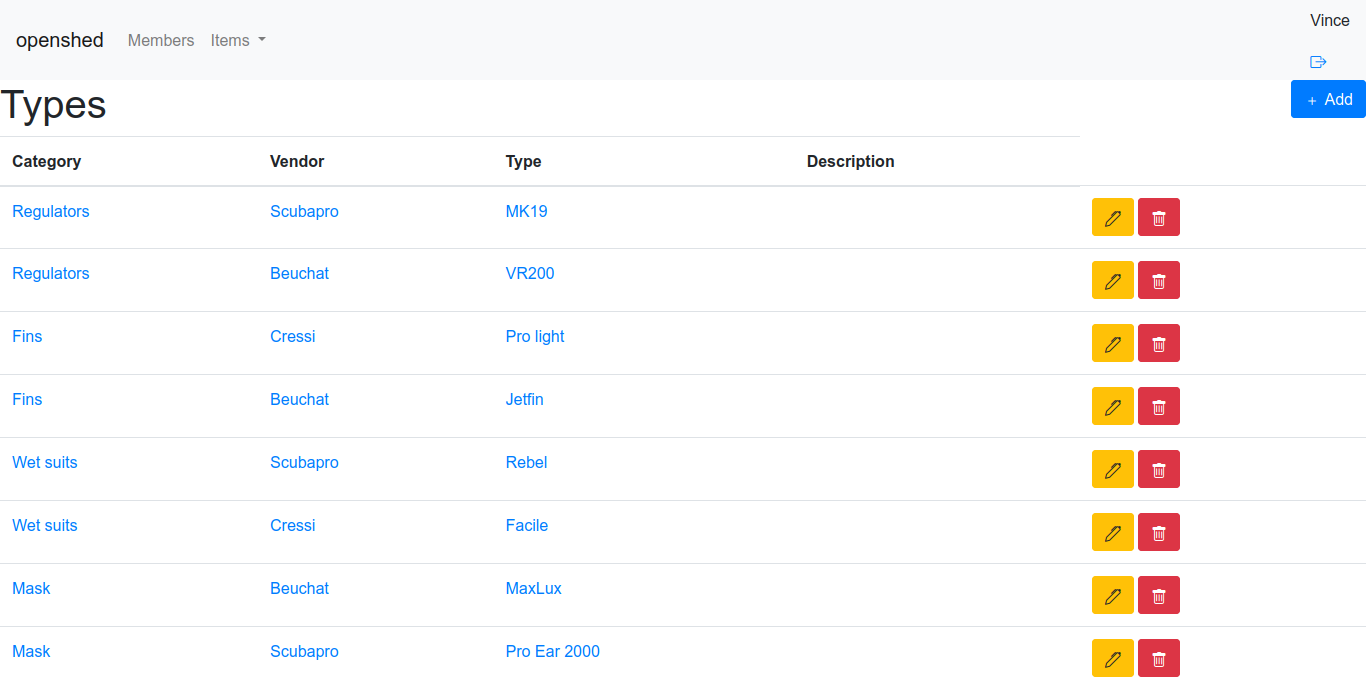 Vince
openshed Members Items
Types
+ Add
Category Vendor Type Description
Regulators Scubapro MK19
Regulators Beuchat VR200
Fins Cressi Pro light
Fins Beuchat Jetfin
Wet suits Scubapro Rebel
Wet suits Cressi Facile
Mask Beuchat MaxLux
Mask Scubapro Pro Ear 2000